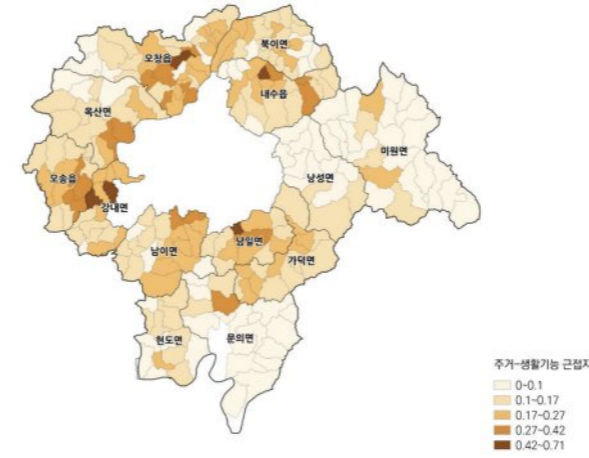 북이면
오창읍
내수읍
옥산면
미원면
오송읍
낭성면
강내면
남이면
남일면
가덕면
현도면
문의면
주거-생활기능 근접지
0~0.1
0.1~0.17
0.17~0.27
0.27~0.42
0.42~0.71